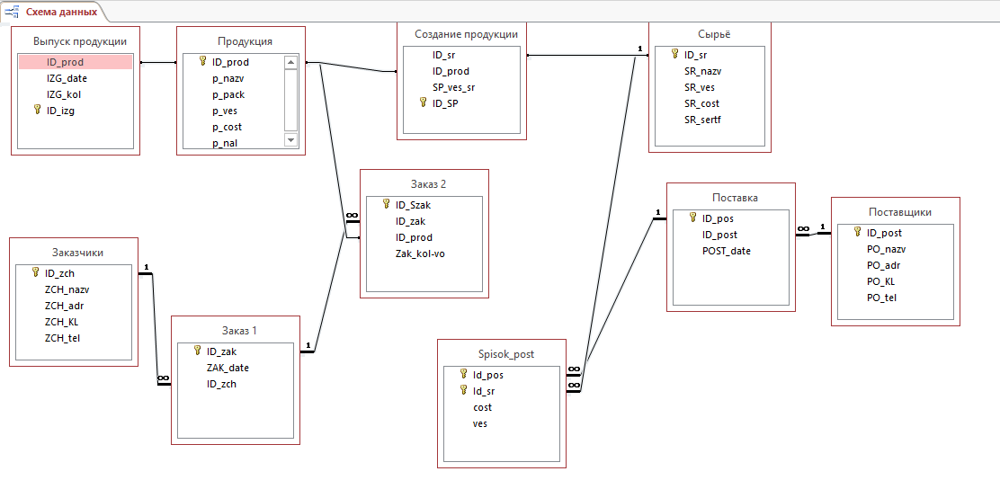 Схема данных
Выпуск продукции
ID_prod
IZG_date
IZG_kol
ID_izg
Продукция
ID_prod
p_nazv
p_pack
p_ves
p_cost
p_nal
Создание продукции
ID_sr
ID_prod
SP_ves_sr
ID_SP
1
Сырьё
ID_sr
SR_nazv
SR_ves
SR_cost
SR_sertf
Заказ 2
ID_Szak
ID_zak
ID_prod
Zak_kol-vo
∞
Поставка
ID_pos
ID_post
POST_date
1
∞
1
Поставщики
ID_post
PO_nazv
PO_adr
PO_KL
PO_tel
Заказчики
ID_zch
ZCH_nazv
ZCH_adr
ZCH_KL
ZCH_tel
1
∞
Заказ 1
ID_zak
ZAK_date
ID_zch
1
Spisok_post
Id_pos
Id_sr
cost
ves
∞
∞